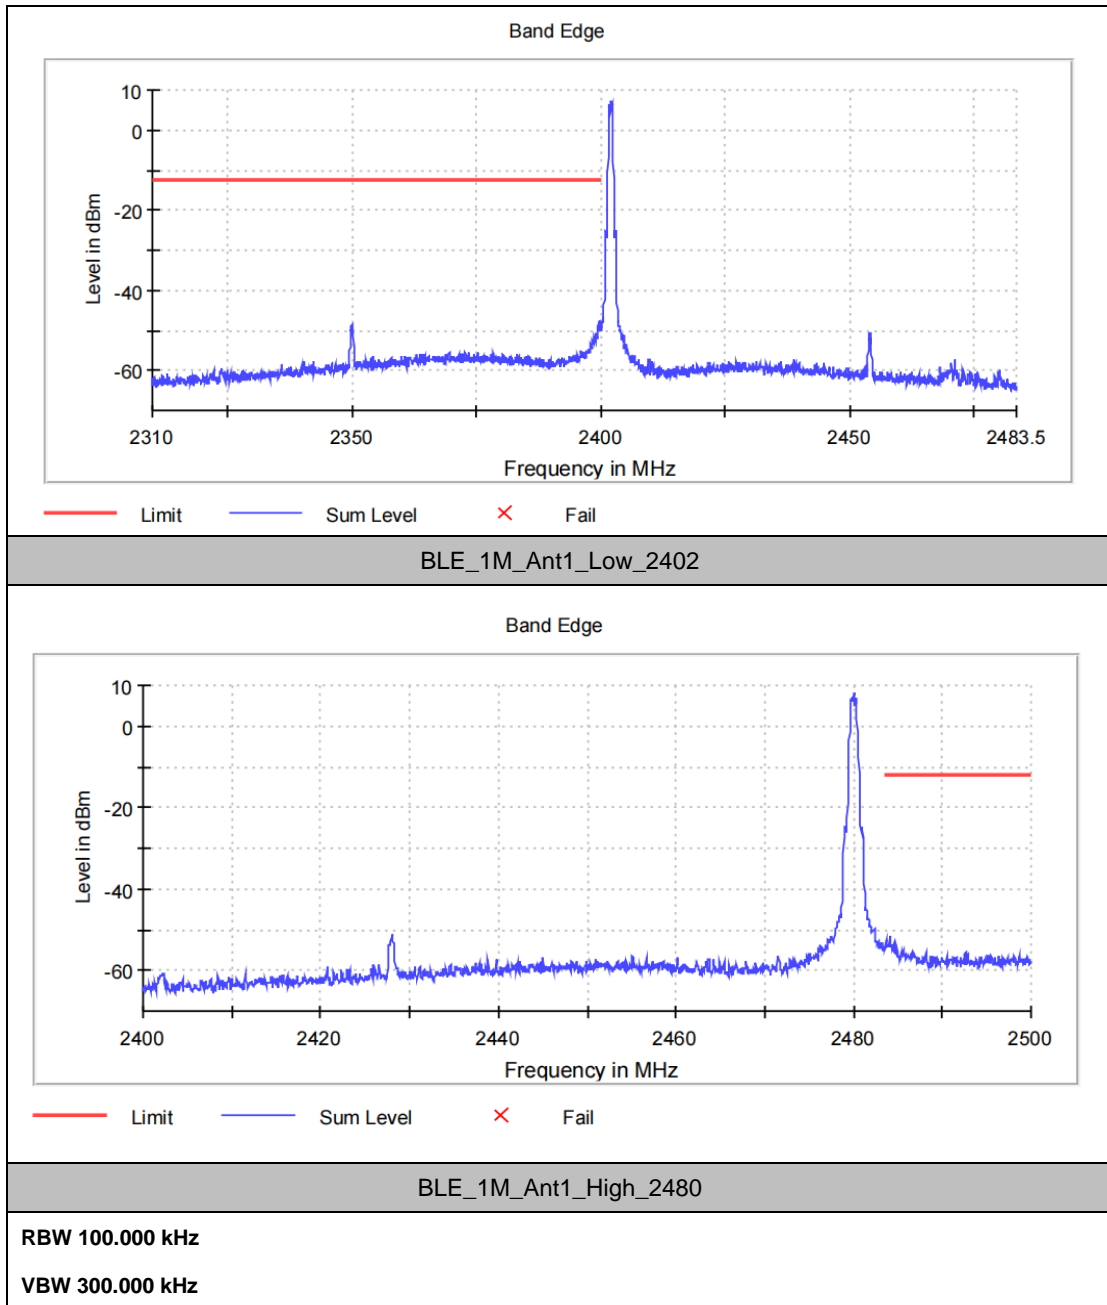 Band Edge
10
0
-20
-40
-60
Level in dBm
2310 2350 2400 2450 2483.5
Frequency in MHz
Limit Sum Level Fail
BLE_1M_Ant1_Low_2402
Band Edge
10
0
-20
-40
-60
Level in dBm
2400 2420 2440 2460 2480 2500
Frequency in MHz
Limit Sum Level Fail
BLE_1M_Ant1_High_2480
RBW 100.000 kHz
VBW 300.000 kHz